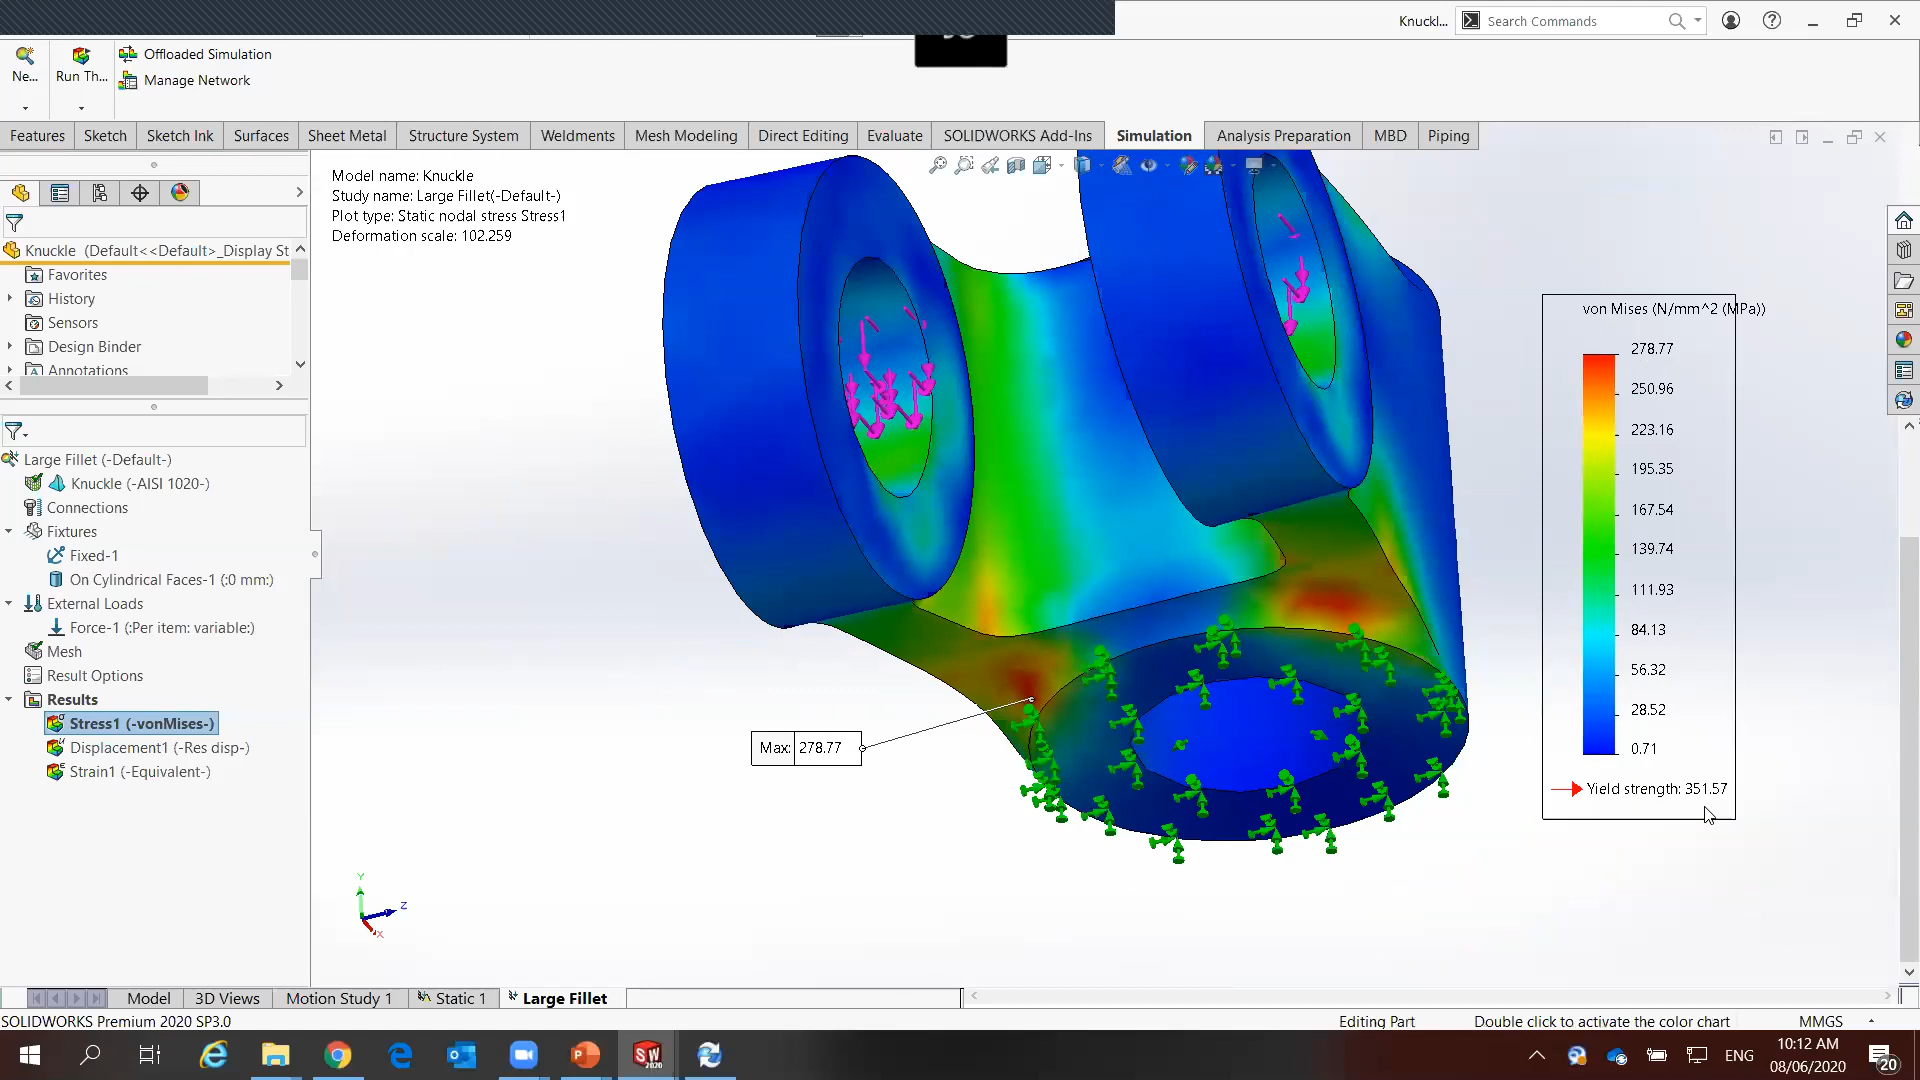 Knuckl...
Search Commands
Ne...
Run Th...
Offloaded Simulation
Manage Network
Features
Sketch
Sketch Ink
Surfaces
Sheet Metal
Structure System
Weldments
Mesh Modeling
Direct Editing
Evaluate
SOLIDWORKS Add-Ins
Simulation
Analysis Preparation
MBD
Piping
Model name: Knuckle
Study name: Large Fillet(-Default-)
Plot type: Static nodal stress Stress1
Deformation scale: 102.259
Knuckle (Default<<Default>_Display St
Favorites
History
Sensors
Design Binder
Annotations
Large Fillet (-Default-)
Knuckle (-AISI 1020-)
Connections
Fixtures
Fixed-1
On Cylindrical Faces-1 (:0 mm:)
External Loads
Force-1 (:Per item: variable:)
Mesh
Result Options
Results
Stress1 (-vonMises-)
Displacement1 (-Res disp-)
Strain1 (-Equivalent-)
von Mises (N/mm^2 (MPa))
278.77
250.96
223.16
195.35
167.54
139.74
111.93
84.13
56.32
28.52
0.71
Yield strength: 351.57
Max: 278.77
Y
Z
X
Model
3D Views
Motion Study 1
Static 1
Large Fillet
SOLIDWORKS Premium 2020 SP3.0
Editing Part
Double click to activate the color chart
MMGS
SW
2020
ENG
10:12 AM
08/06/2020
20